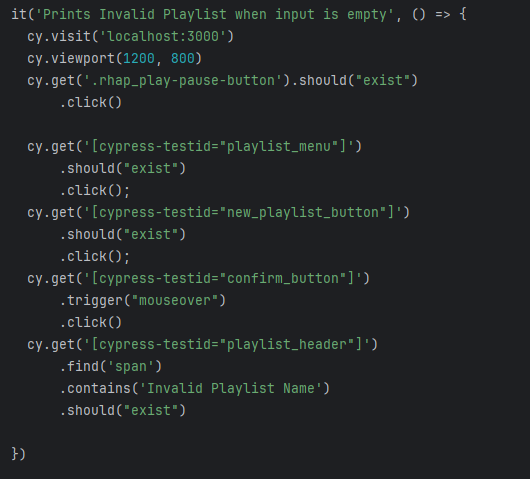 it('Prints Invalid Playlist when input is empty', () => {
  cy.visit('localhost:3000')
  cy.viewport(1200, 800)
  cy.get('.rhap_play-pause-button').should("exist")
      .click()

  cy.get('[cypress-testid="playlist_menu"]')
      .should("exist")
      .click();
  cy.get('[cypress-testid="new_playlist_button"]')
      .should("exist")
      .click();
  cy.get('[cypress-testid="confirm_button"]')
      .trigger("mouseover")
      .click()
  cy.get('[cypress-testid="playlist_header"]')
      .find('span')
      .contains('Invalid Playlist Name')
      .should("exist")

})